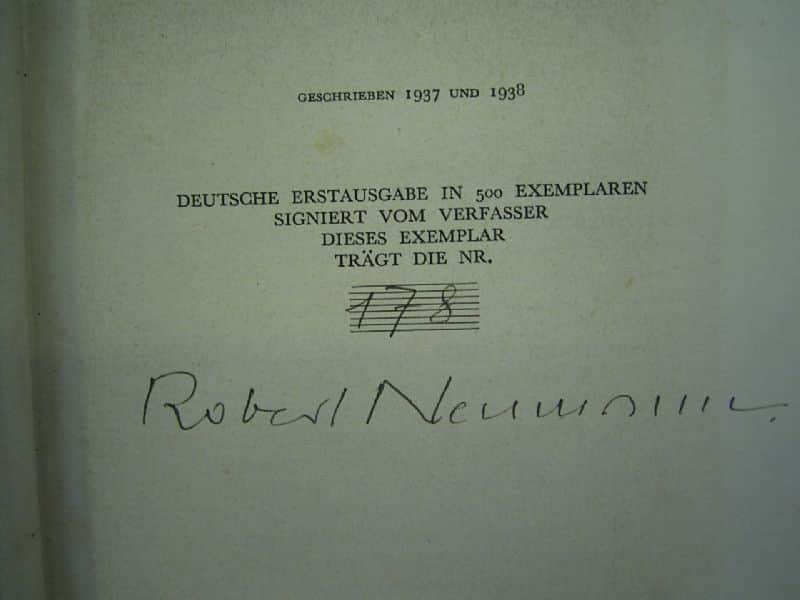 GESCHRIEBEN 1937 UND 1938
DEUTSCHE ERSTAUSGABE IN 500 EXEMPLAREN
SIGNIERT VOM VERFASSER
DIESES EXEMPLAR
TRÄGT DIE NR.
178
Robert Neumann.